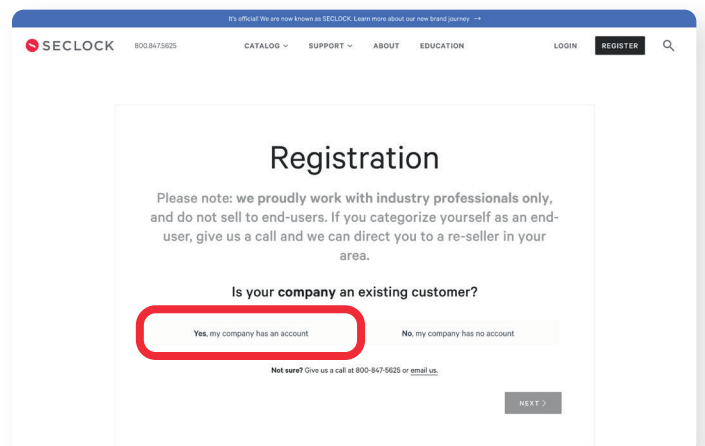 It's official! We are now known as SECLOCK. Learn more about our new brand journey →
SECLOCK 800.847.5625 CATALOG SUPPORT ABOUT EDUCATION LOGIN REGISTER
Registration
Please note: we proudly work with industry professionals only,
and do not sell to end-users. If you categorize yourself as an end-
user, give us a call and we can direct you to a re-seller in your
area.
Is your company an existing customer?
Yes, my company has an account No, my company has no account
Not sure? Give us a call at 800-847-5625 or email us.
NEXT >